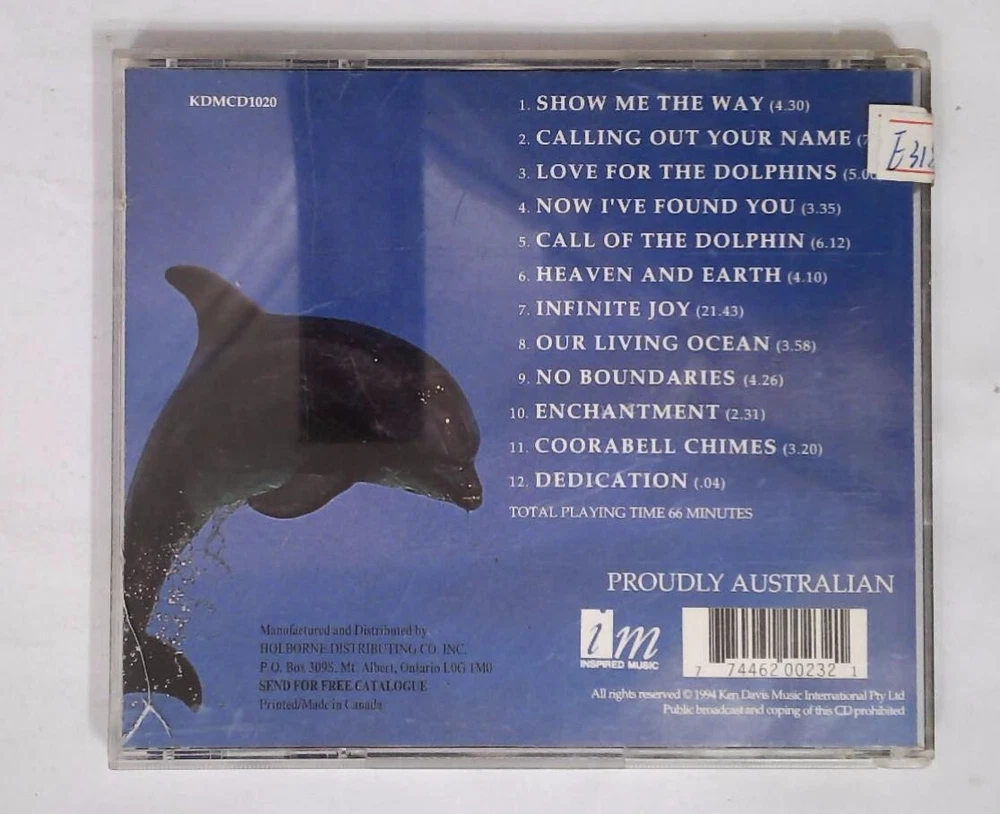 KDMCD1020
1. SHOW ME THE WAY (4.30)
2. CALLING OUT YOUR NAME
3. LOVE FOR THE DOLPHINS
4. NOW I'VE FOUND YOU (3.35)
5. CALL OF THE DOLPHIN (6.12)
6. HEAVEN AND EARTH (4.10)
7. INFINITE JOY (21.43)
8. OUR LIVING OCEAN (3.58)
9. NO BOUNDARIES (4.26)
10. ENCHANTMENT (2.31)
11. COORABELL CHIMES (3.20)
12. DEDICATION (.04)
TOTAL PLAYING TIME 66 MINUTES
PROUDLY AUSTRALIAN
im
INSPIRED MUSIC
7 74462 00232 1
Manufactured and Distributed by
HOLBORNE DISTRIBUTING CO. INC.
P.O. Box 309S, Mt. Albert, Ontario L0G 1M0
SEND FOR FREE CATALOGUE
Printed/Made in Canada
All rights reserved © 1994 Ken Davis Music International Pty Ltd
Public broadcast and coping of this CD prohibited